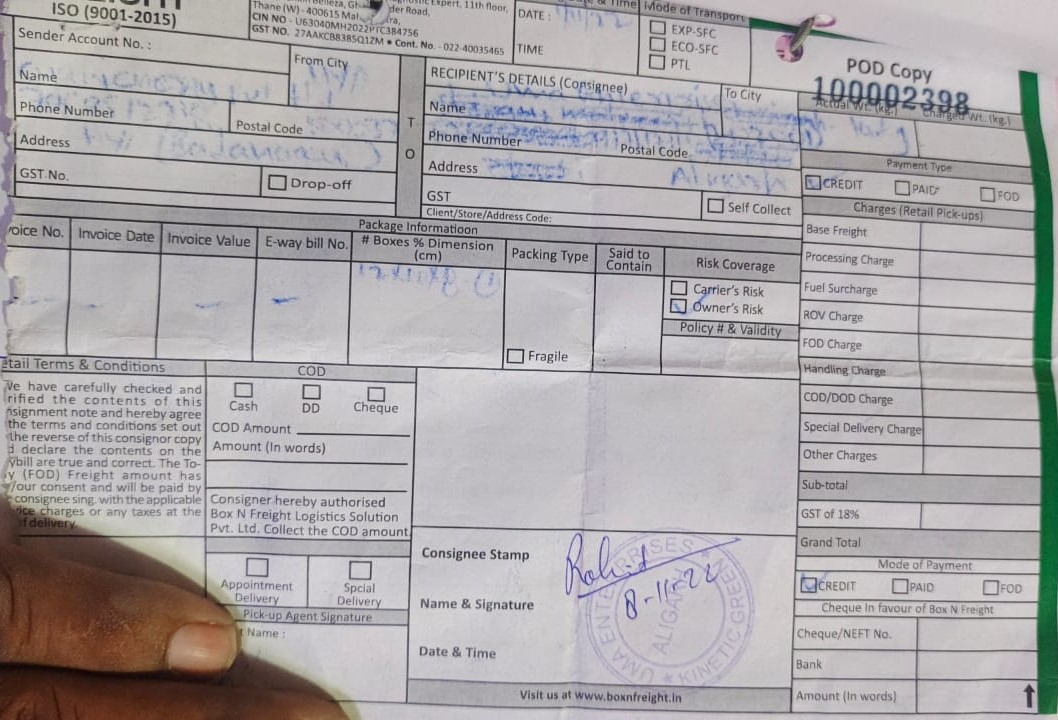 ISO (9001-2015)
Expert, 11th floor,
Thane (W) - 400615
Road,
CIN NO - U63040MH2022PTC384756
GST NO. 27AAKCB8385Q12M • Cont. No. - 022-40035465
DATE :
TIME
Mode of Transport
EXP-SFC
ECO-SFC
PTL
POD Copy
100002398
Sender Account No. :
From City
Name
Phone Number
Postal Code
Address
GST No.
Drop-off
TO
RECIPIENT'S DETAILS (Consignee)
To City
Name
Phone Number
Postal Code
Address
Aligarh
GST
Self Collect
Client/Store/Address Code:
Actual Wt. (kg.)
Charged Wt. (kg.)
Payment Type
CREDIT
PAID
FOD
Charges (Retail Pick-ups)
Base Freight
Processing Charge
Fuel Surcharge
ROV Charge
FOD Charge
Handling Charge
COD/DOD Charge
Special Delivery Charge
Other Charges
Sub-total
GST of 18%
Grand Total
Mode of Payment
CREDIT
PAID
FOD
Cheque In favour of Box N Freight
Cheque/NEFT No.
Bank
Amount (In words)
Package Informatioon
oice No.
Invoice Date
Invoice Value
E-way bill No.
# Boxes % Dimension
(cm)
Packing Type
Said to
Contain
Risk Coverage
Carrier's Risk
Owner's Risk
Policy # & Validity
Fragile
etail Terms & Conditions
We have carefully checked and
rified the contents of this
nsignment note and hereby agree
the terms and conditions set out
the reverse of this consignor copy
d declare the contents on the
ybill are true and correct. The To-
y (FOD) Freight amount has
/our consent and will be paid by
consignee sing. with the applicable
ice charges or any taxes at the
of delivery.
COD
Cash
DD
Cheque
COD Amount
Amount (In words)
Consigner hereby authorised
Box N Freight Logistics Solution
Pvt. Ltd. Collect the COD amount
Appointment
Delivery
Spcial
Delivery
Pick-up Agent Signature
t Name :
Consignee Stamp
Name & Signature
Date & Time
Rohit
8-11-22
UMA ENTERPRISES
ALIGARH
KINETIC GREEN
Visit us at www.boxnfreight.in